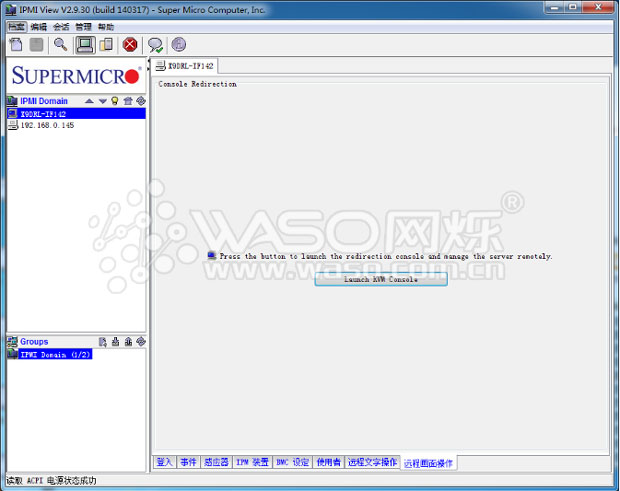 IPMI View V2.9.30 (build 140317) - Super Micro Computer, Inc.
档案 编辑 会话 管理 帮助
SUPERMICRO
X9DRL-IF142
Console Redirection
IPMI Domain
X9DRL-IF142
192.168.0.145
WASO网烁®
Press the button to launch the redirection console and manage the server remotely.
www.waso.com.cn
Launch KVM Console
Groups
IPMI Domain (1/2)
登入 事件 感应器 IPM 装置 BMC 设定 使用者 远程文字操作 远程画面操作
读取 ACPI 电源状态成功